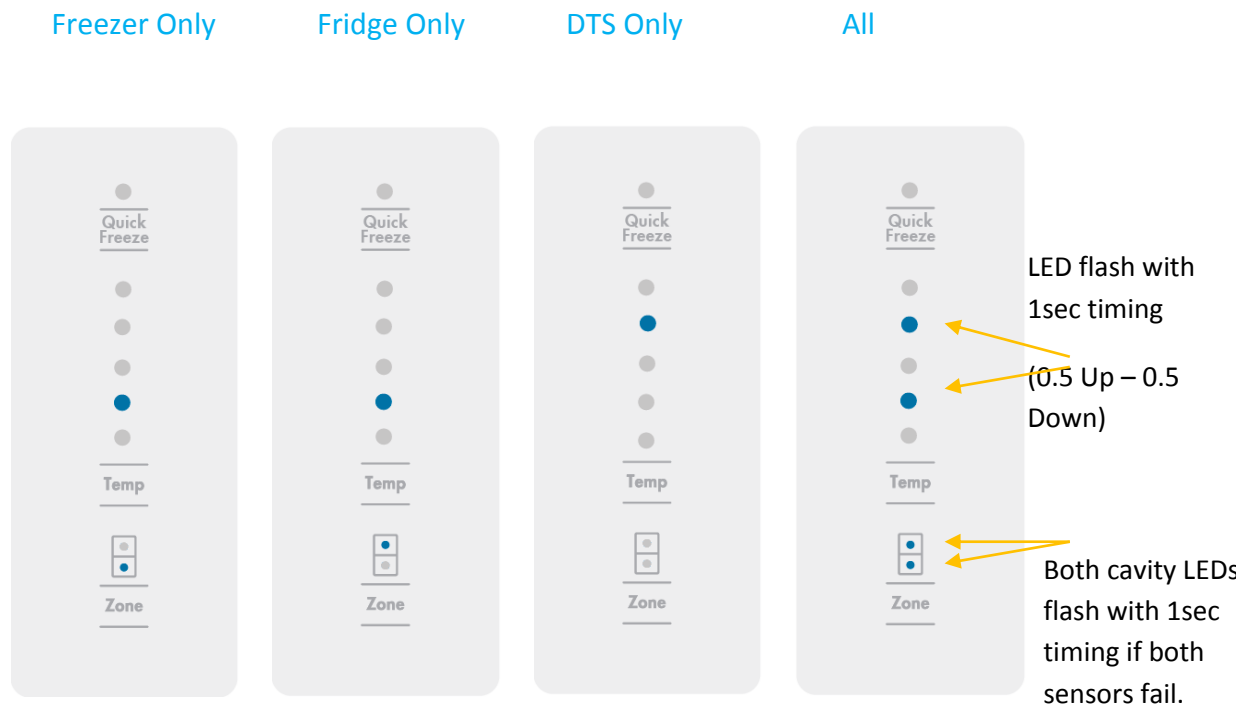 Freezer Only
Fridge Only
DTS Only
All
Quick
Freeze
Temp
Zone
Quick
Freeze
Temp
Zone
Quick
Freeze
Temp
Zone
Quick
Freeze
Temp
Zone
LED flash with
1sec timing
(0.5 Up – 0.5
Down)
Both cavity LEDs
flash with 1sec
timing if both
sensors fail.